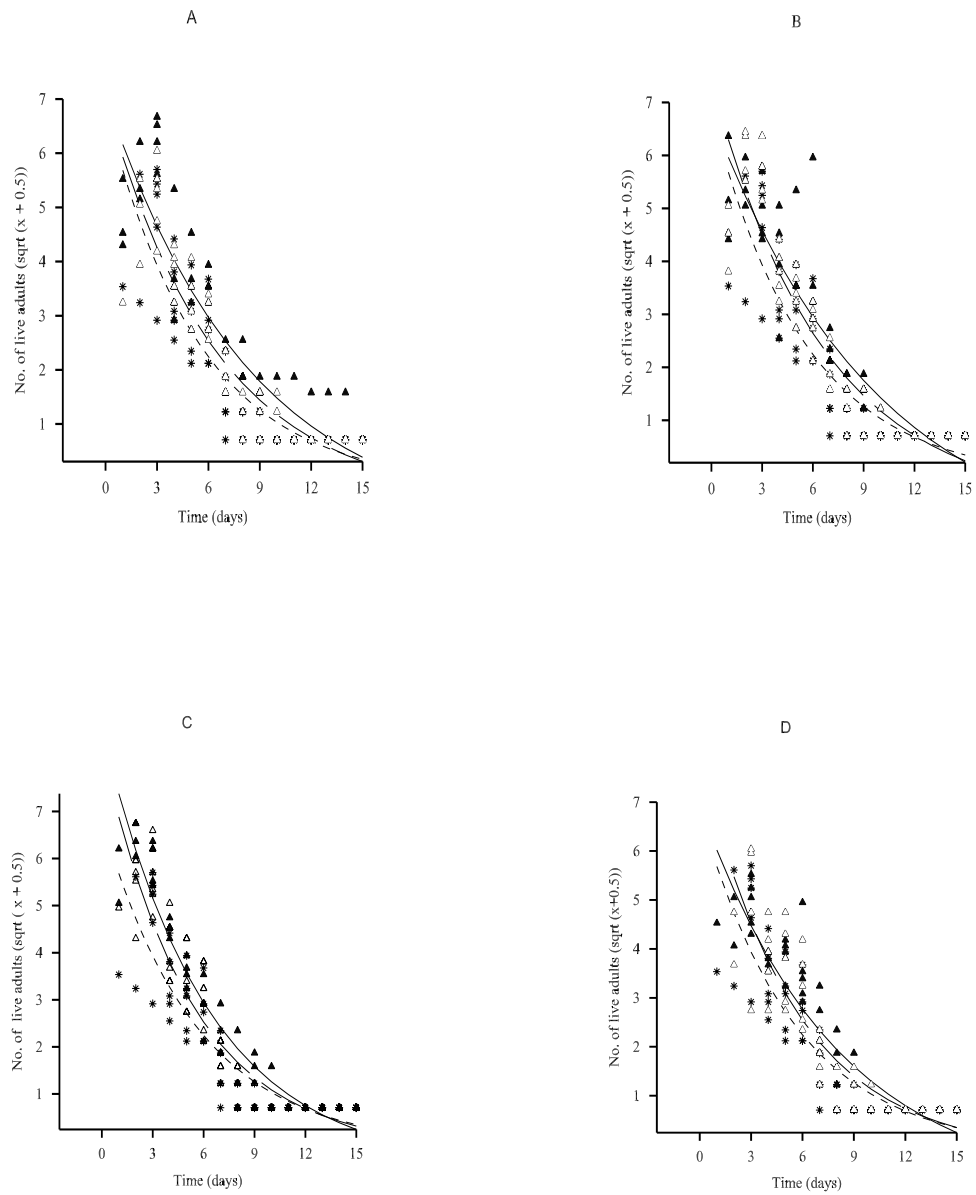 A
B
7
6
5
4
3
2
1
No. of live adults (sqrt (x + 0.5))
0 3 6 9 12 15
Time (days)
7
6
5
4
3
2
1
No. of live adults (sqrt (x + 0.5))
0 3 6 9 12 15
Time (days)
C
D
7
6
5
4
3
2
1
No. of live adults (sqrt ( x + 0.5))
0 3 6 9 12 15
Time (days)
7
6
5
4
3
2
1
No. of live adults (sqrt (x+0.5))
0 3 6 9 12 15
Time (days)